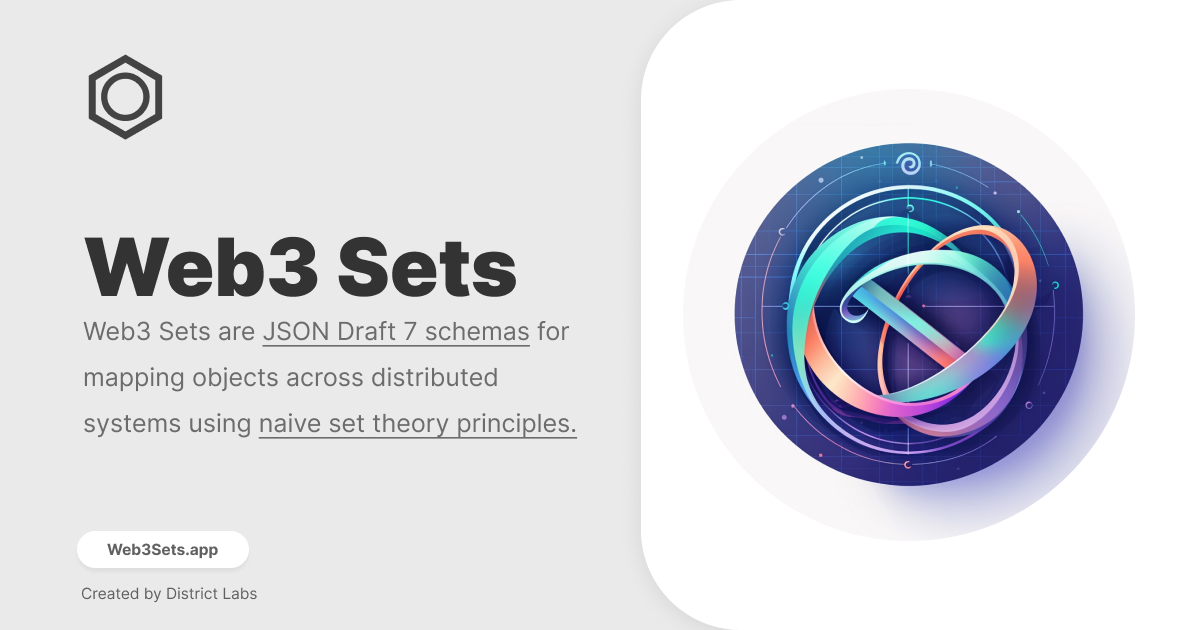 Web3 Sets
Web3 Sets are JSON Draft 7 schemas for
mapping objects across distributed
systems using naive set theory principles.
Web3Sets.app
Created by District Labs